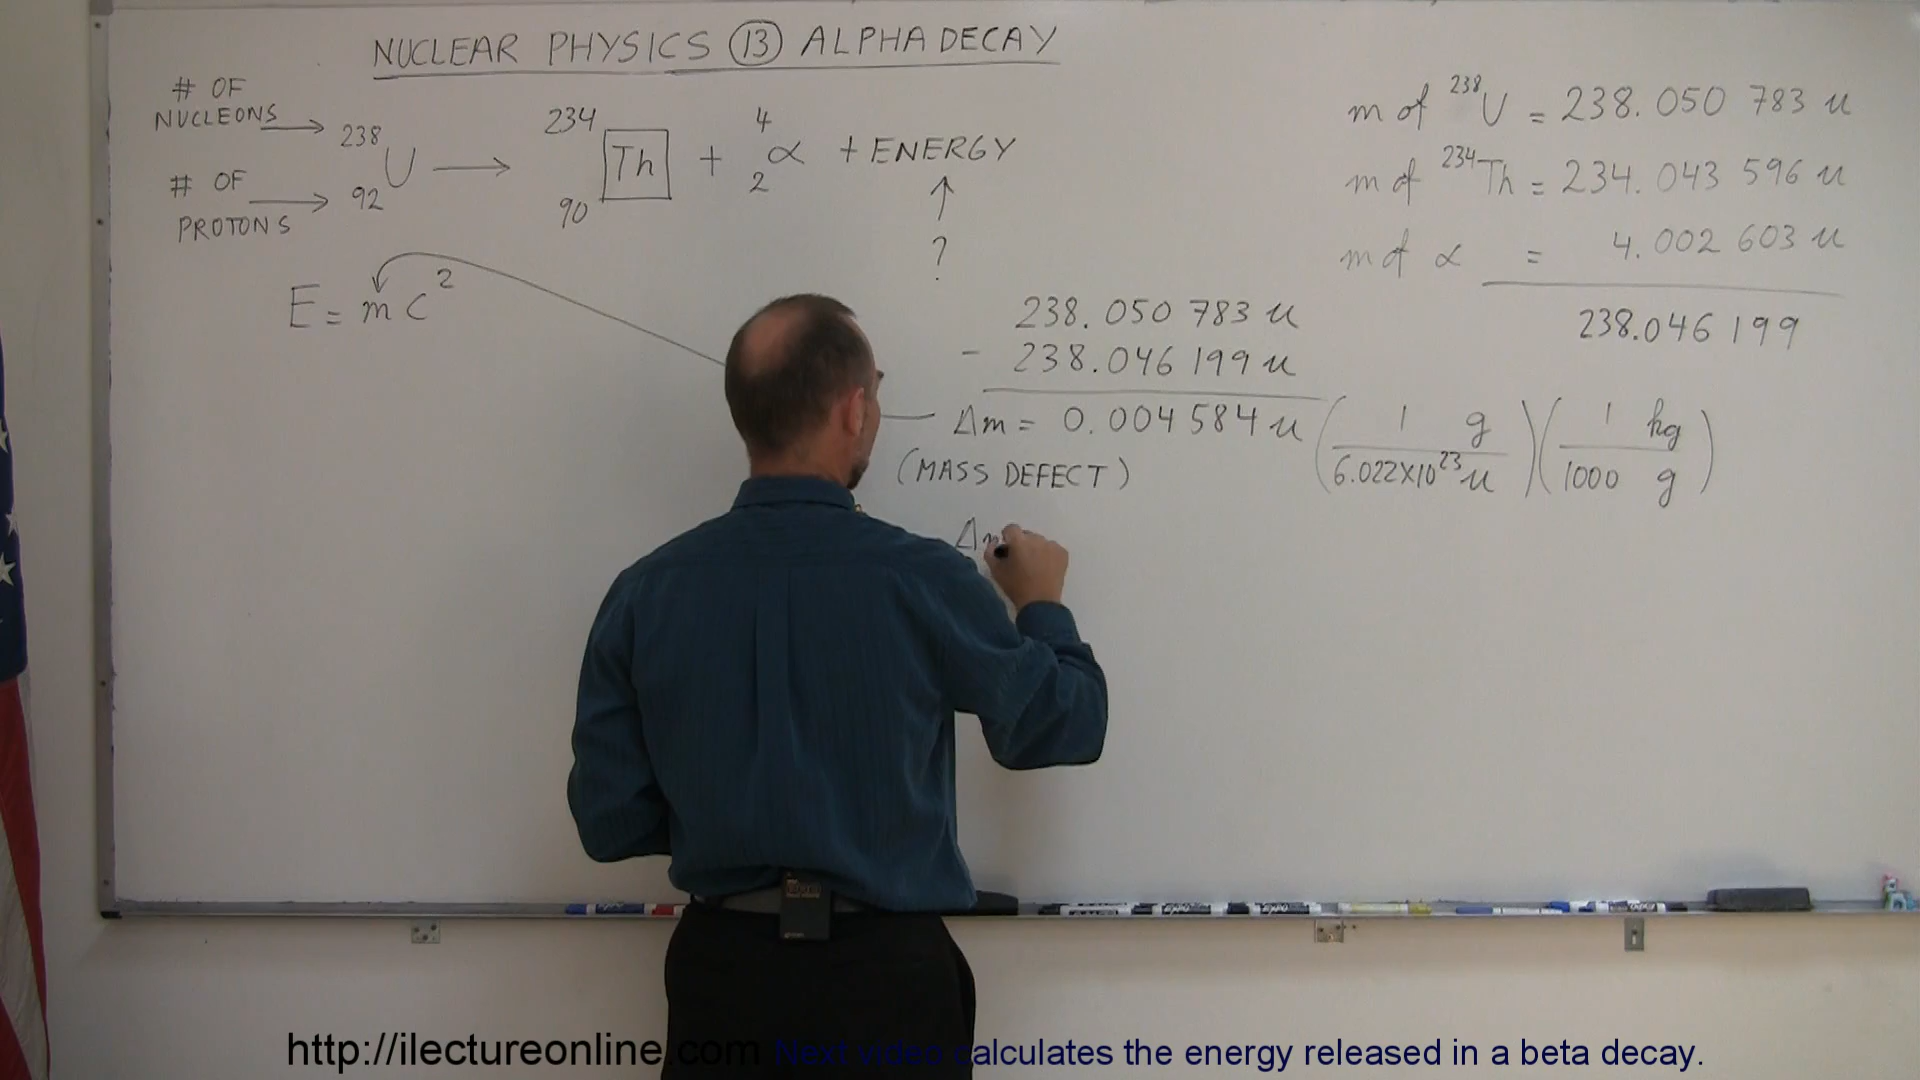 NUCLEAR PHYSICS 13 ALPHA DECAY
# OF NUCLEONS → 238
# OF PROTONS → 92
U → 234 90 Th + 4 2 α + ENERGY
↑
?
E = mc²
m of ²³⁸U = 238.050 783 u
m of ²³⁴Th = 234.043 596 u
m of α = 4.002 603 u
238.046 199
238.050 783 u
- 238.046 199 u
Δm = 0.004 584 u (1 g / 6.022×10²³ u) (1 kg / 1000 g)
(MASS DEFECT)
Δm
http://ilectureonline.com Next video calculates the energy released in a beta decay.